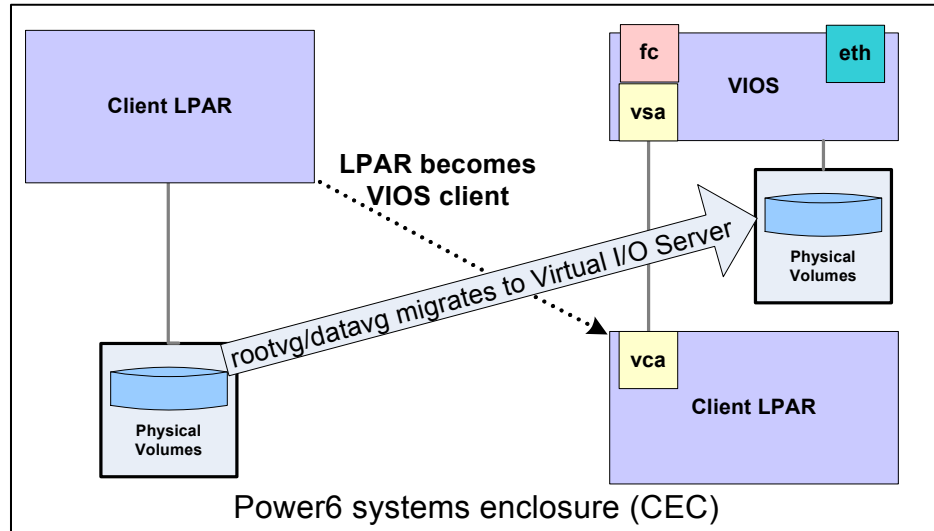 Client LPAR
fc
eth
VIOS
vsa
LPAR becomes
VIOS client
rootvg/datavg migrates to Virtual I/O Server
Physical
Volumes
vca
Client LPAR
Physical
Volumes
Power6 systems enclosure (CEC)